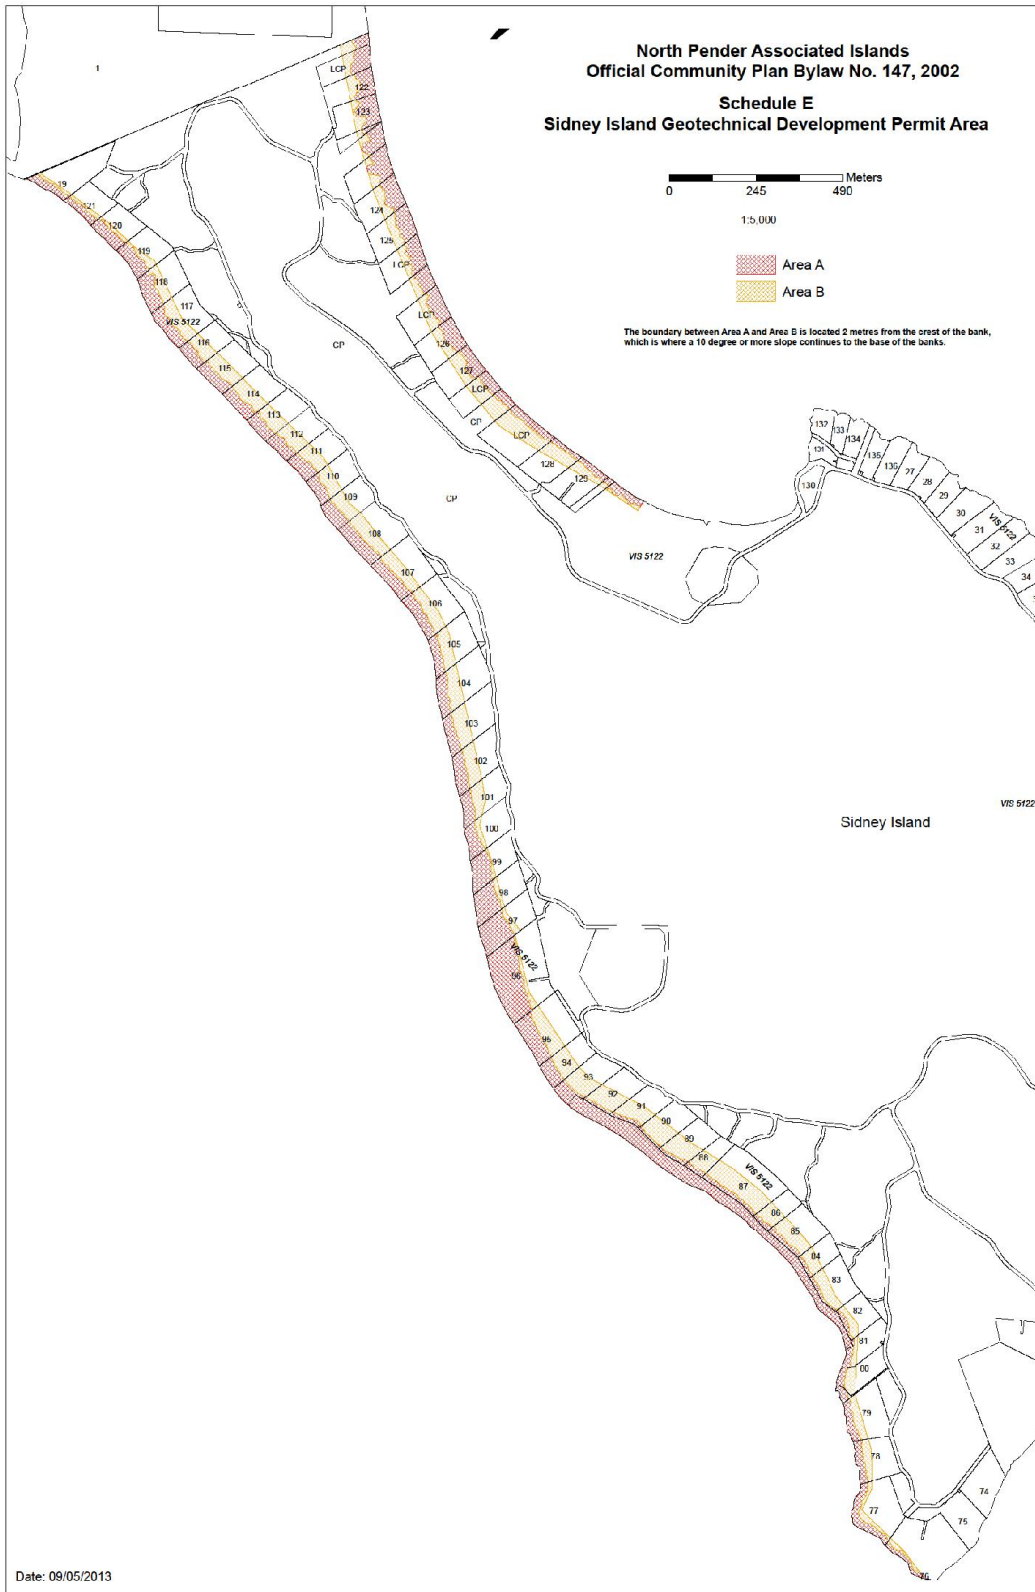 North Pender Associated Islands
Official Community Plan Bylaw No. 147, 2002
Schedule E
Sidney Island Geotechnical Development Permit Area
Meters
0 245 490
1:5,000
Area A
Area B
The boundary between Area A and Area B is located 2 metres from the crest of the bank,
which is where a 10 degree or more slope continues to the base of the banks.
1
LCP
122
123
124
125
LCP
LCP
126
127
LCP
CP
LCP
128
129
19
121
120
119
118
117
VIS 5122
116
115
114
113
112
111
110
109
108
107
106
105
104
103
102
101
100
99
98
97
VIS 5122
96
95
94
93
92
91
90
89
88
87
VIS 5122
86
85
84
83
82
81
80
79
78
77
76
75
74
CP
CP
VIS 5122
130
131
132
133
134
135
136
27
28
29
30
31
VIS 5122
32
33
34
VIS 5122
Sidney Island
Date: 09/05/2013